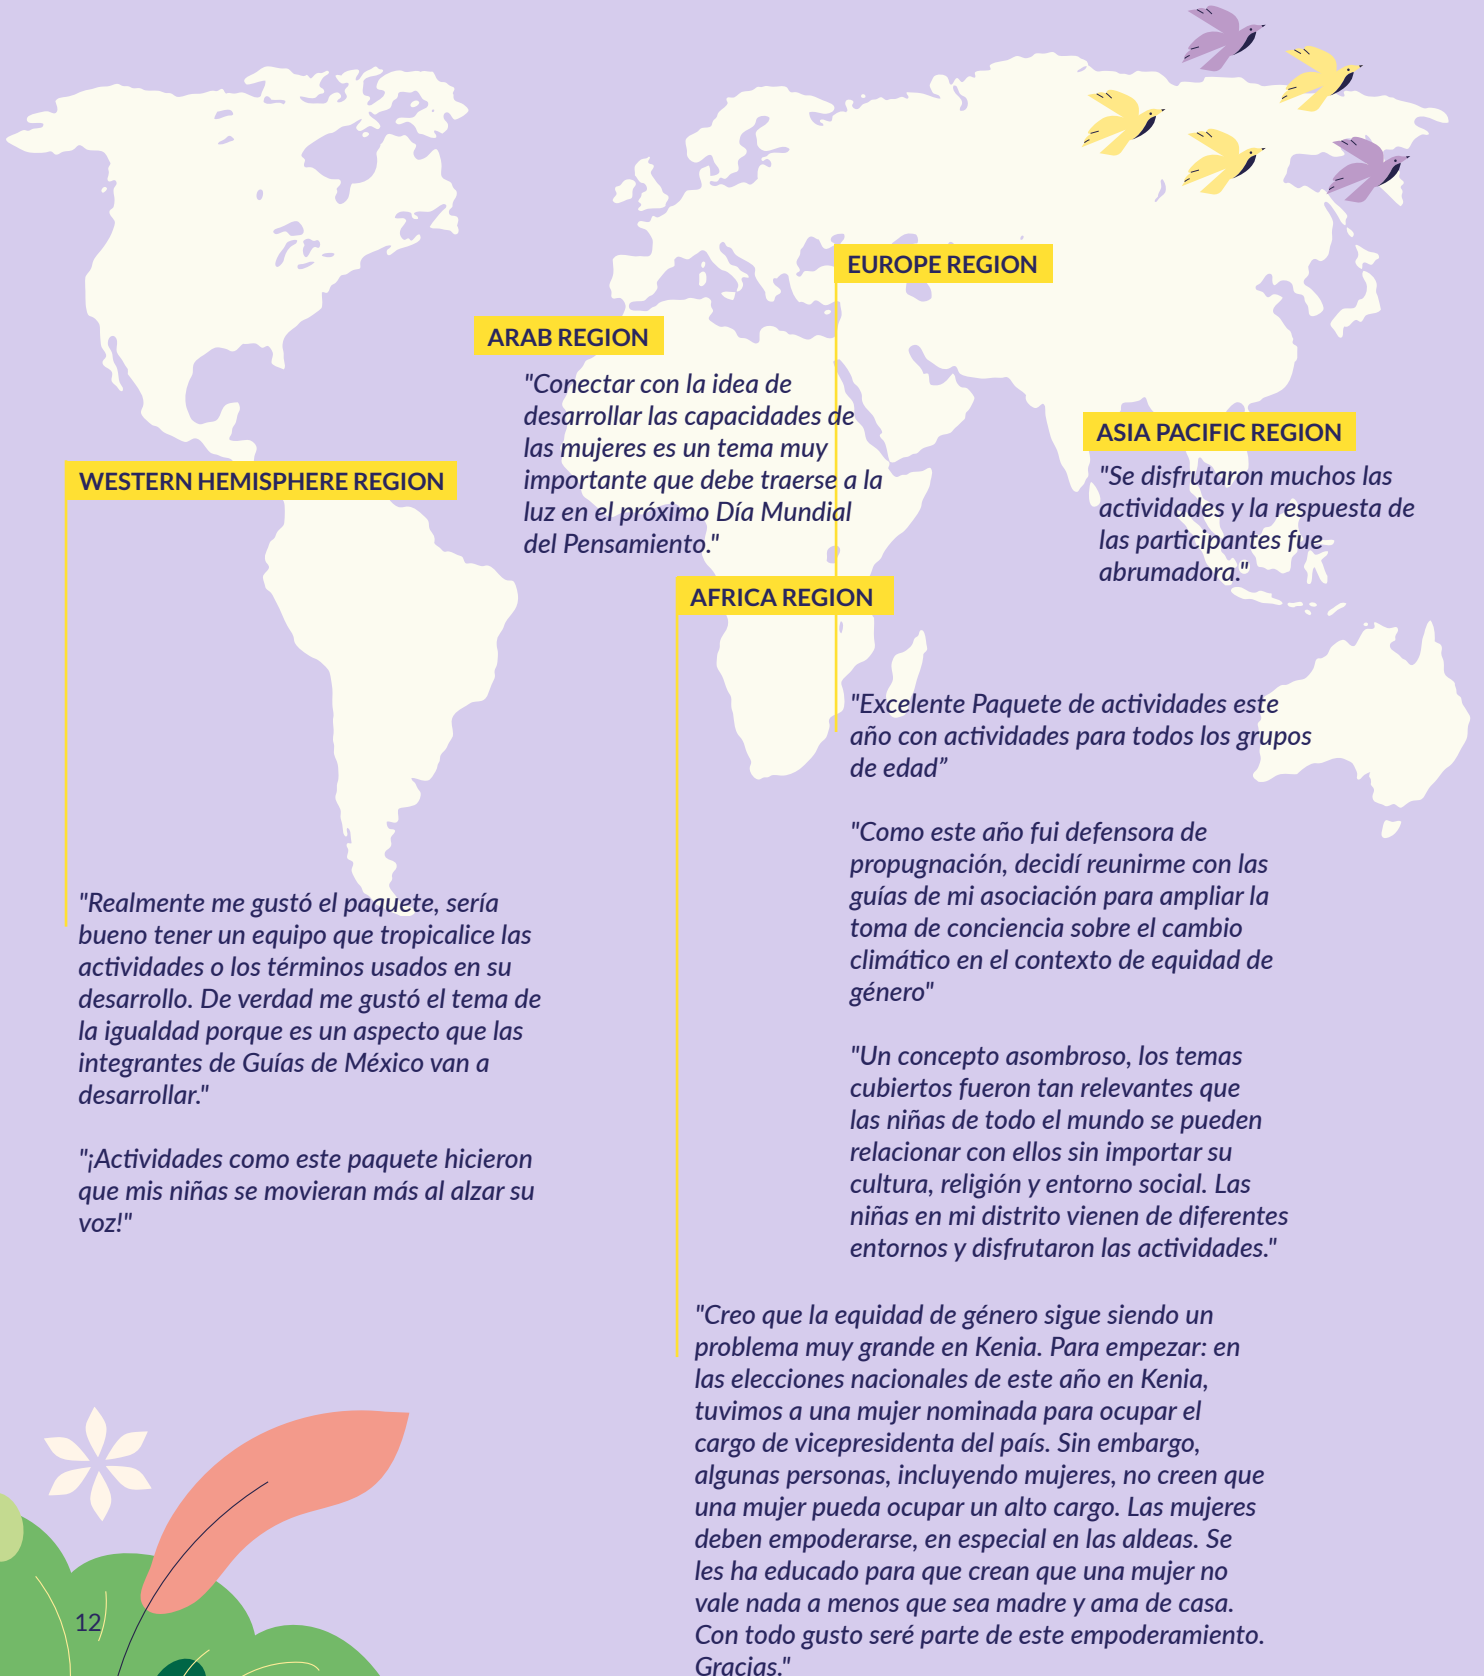 EUROPE REGION
ARAB REGION
"Conectar con la idea de
desarrollar las capacidades de
las mujeres es un tema muy
importante que debe traerse a la
luz en el próximo Día Mundial
del Pensamiento."
ASIA PACIFIC REGION
"Se disfrutaron muchos las
actividades y la respuesta de
las participantes fue
abrumadora."
WESTERN HEMISPHERE REGION
AFRICA REGION
"Excelente Paquete de actividades este
año con actividades para todos los grupos
de edad”
"Como este año fui defensora de
propugnación, decidí reunirme con las
guías de mi asociación para ampliar la
toma de conciencia sobre el cambio
climático en el contexto de equidad de
género"
"Un concepto asombroso, los temas
cubiertos fueron tan relevantes que
las niñas de todo el mundo se pueden
relacionar con ellos sin importar su
cultura, religión y entorno social. Las
niñas en mi distrito vienen de diferentes
entornos y disfrutaron las actividades."
"Realmente me gustó el paquete, sería
bueno tener un equipo que tropicalice las
actividades o los términos usados en su
desarrollo. De verdad me gustó el tema de
la igualdad porque es un aspecto que las
integrantes de Guías de México van a
desarrollar."
"¡Actividades como este paquete hicieron
que mis niñas se movieran más al alzar su
voz!"
"Creo que la equidad de género sigue siendo un
problema muy grande en Kenia. Para empezar: en
las elecciones nacionales de este año en Kenia,
tuvimos a una mujer nominada para ocupar el
cargo de vicepresidenta del país. Sin embargo,
algunas personas, incluyendo mujeres, no creen que
una mujer pueda ocupar un alto cargo. Las mujeres
deben empoderarse, en especial en las aldeas. Se
les ha educado para que crean que una mujer no
vale nada a menos que sea madre y ama de casa.
Con todo gusto seré parte de este empoderamiento.
Gracias."
12